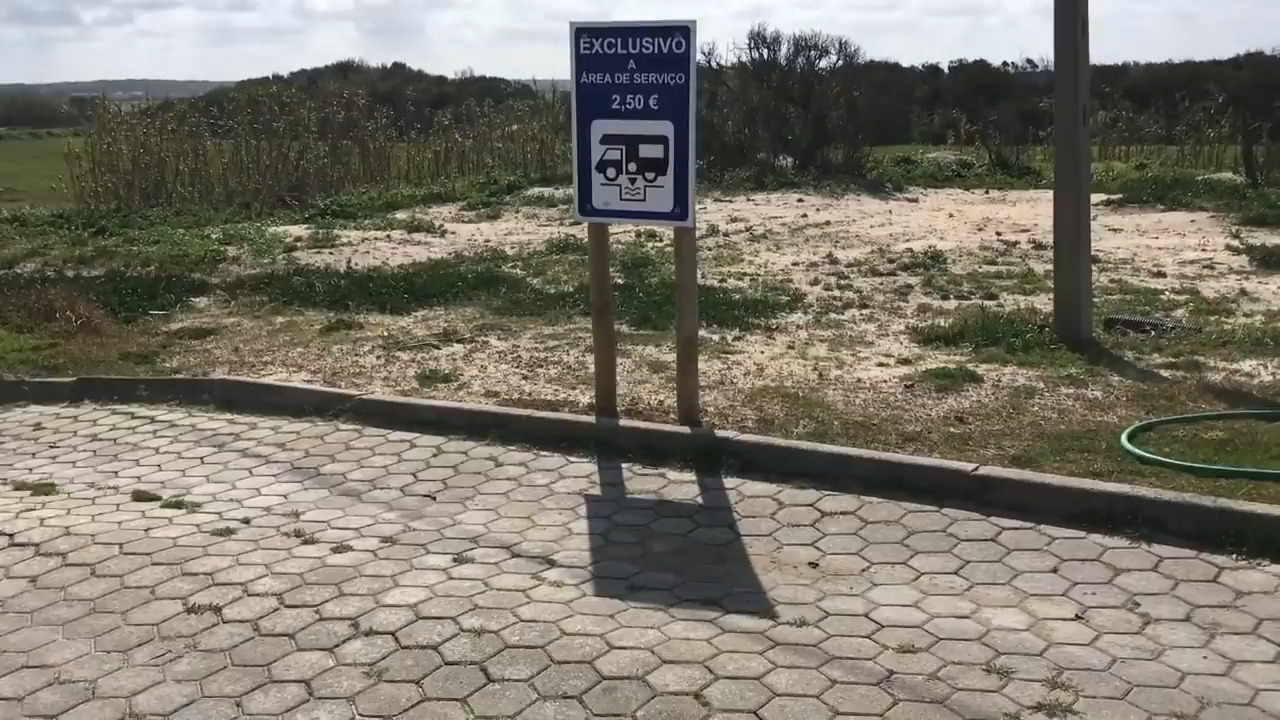 EXCLUSIVO
A
ÁREA DE SERVIÇO
2,50 €